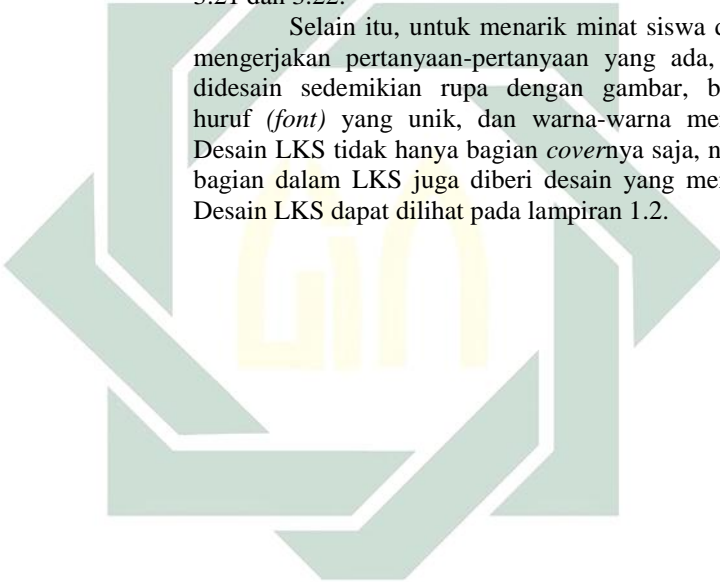 3.21 dan 3.22.
Selain itu, untuk menarik minat siswa
mengerjakan pertanyaan-pertanyaan yang ada,
didesain sedemikian rupa dengan gambar,
huruf (font) yang unik, dan warna-warna
Desain LKS tidak hanya bagian covernya saja,
bagian dalam LKS juga diberi desain yang
Desain LKS dapat dilihat pada lampiran 1.2.